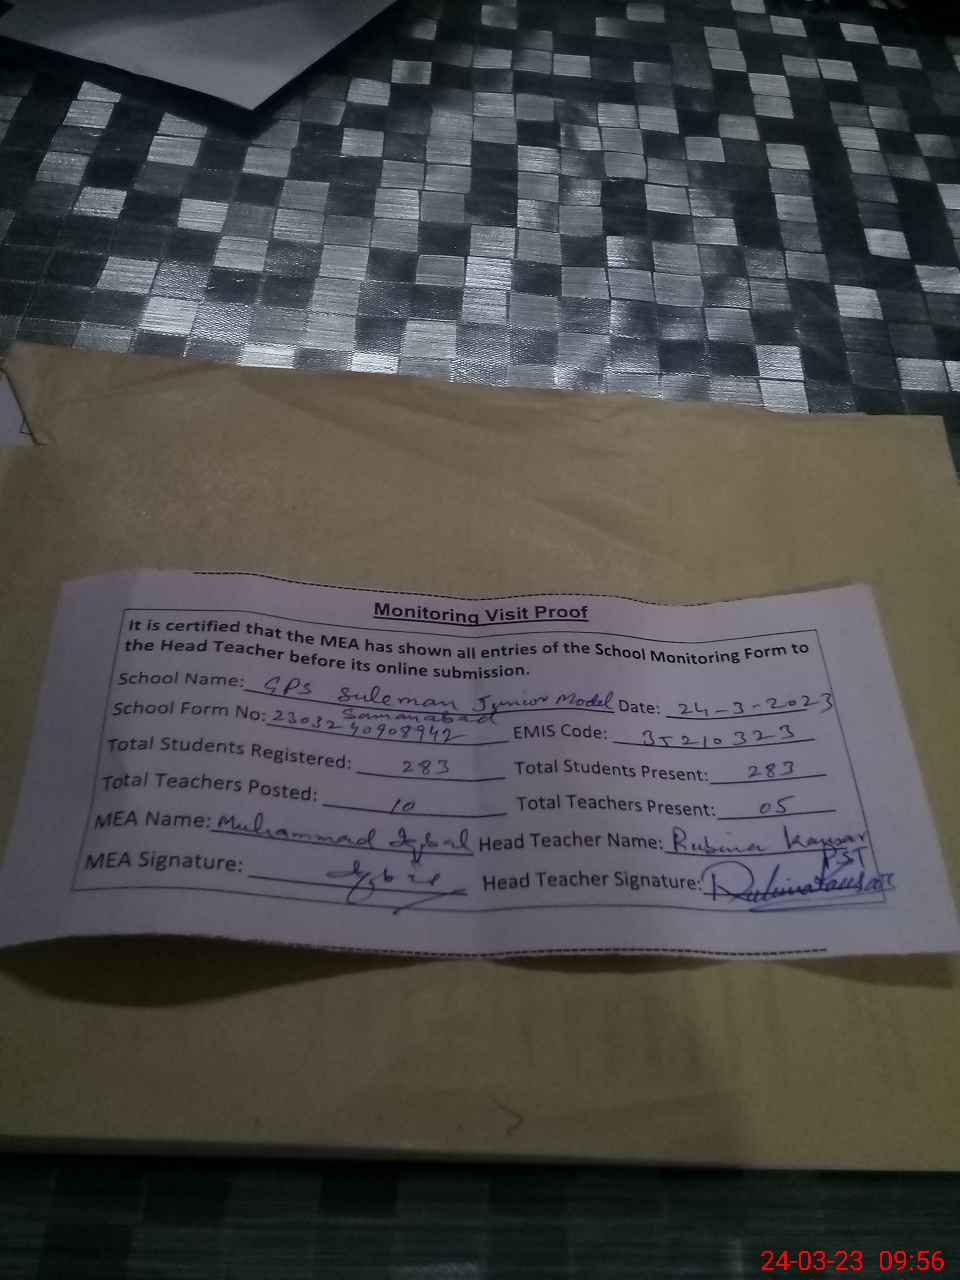 Monitoring Visit Proof
It is certified that the MEA has shown all entries of the School Monitoring Form to
the Head Teacher before its online submission.
School Name: GPS Suleman Junior Model Date: 24-3-2023
Samanabad
School Form No: 2303240908942 EMIS Code: 35210323
Total Students Registered: 283 Total Students Present: 283
Total Teachers Posted: 10 Total Teachers Present: 05
MEA Name: Muhammad Iqbal Head Teacher Name: Rubina Kausar
PST
MEA Signature: Iqbal Head Teacher Signature: Rubina Kausar
24-03-23 09:56